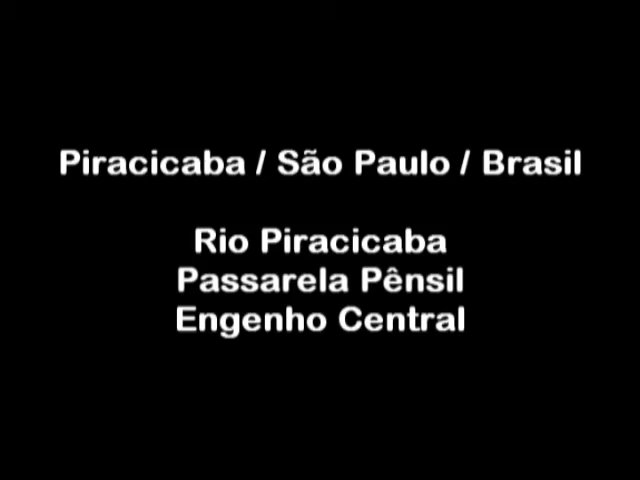 Piracicaba / São Paulo / Brasil
Rio Piracicaba
Passarela Pênsil
Engenho Central